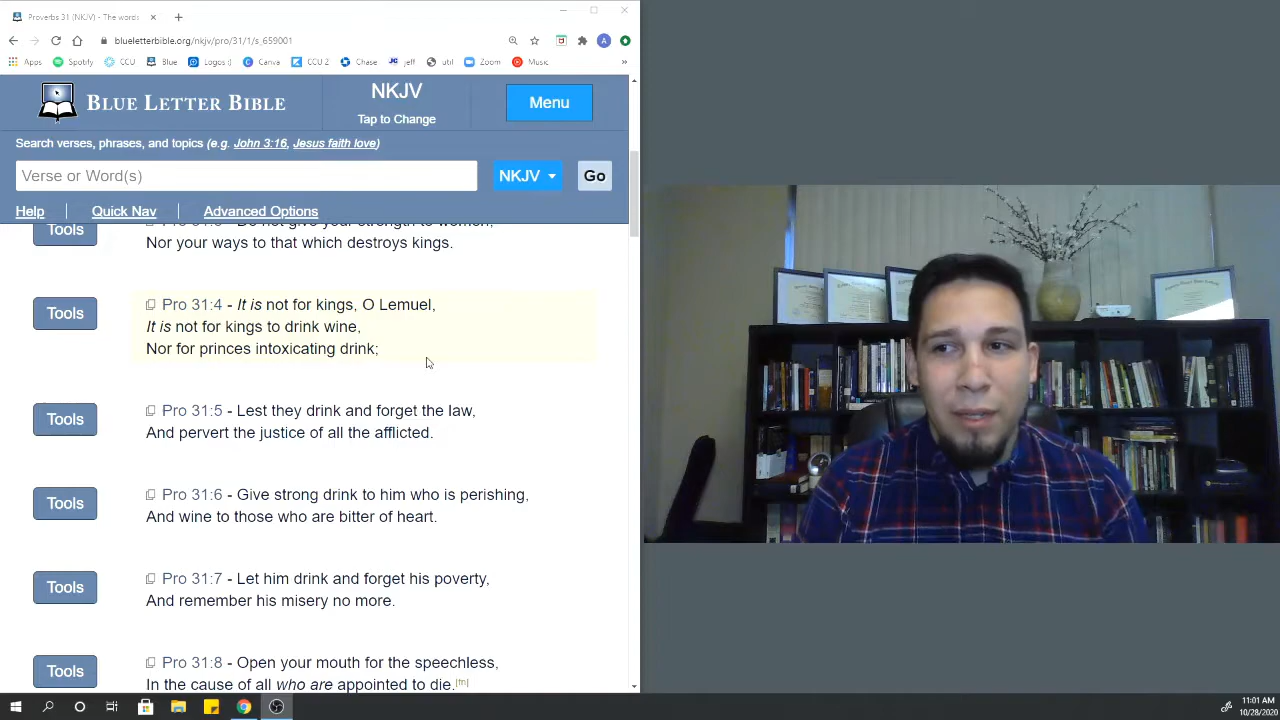 Proverbs 31 (NKJV) - The words
blueletterbible.org/nkjv/pro/31/1/s_659001
A
Apps
Spotify
CCU
Blue
Logos :)
Canva
CCU 2
Chase
jeff
util
Zoom
Music
»
BLUE LETTER BIBLE
NKJV
Tap to Change
Menu
Search verses, phrases, and topics (e.g. John 3:16, Jesus faith love)
Verse or Word(s)
NKJV
Go
Help
Quick Nav
Advanced Options
Tools
Nor your ways to that which destroys kings.
Tools
Pro 31:4 - It is not for kings, O Lemuel,
It is not for kings to drink wine,
Nor for princes intoxicating drink;
Tools
Pro 31:5 - Lest they drink and forget the law,
And pervert the justice of all the afflicted.
Tools
Pro 31:6 - Give strong drink to him who is perishing,
And wine to those who are bitter of heart.
Tools
Pro 31:7 - Let him drink and forget his poverty,
And remember his misery no more.
Tools
Pro 31:8 - Open your mouth for the speechless,
In the cause of all who are appointed to die.[fn]
11:01 AM
10/28/2020